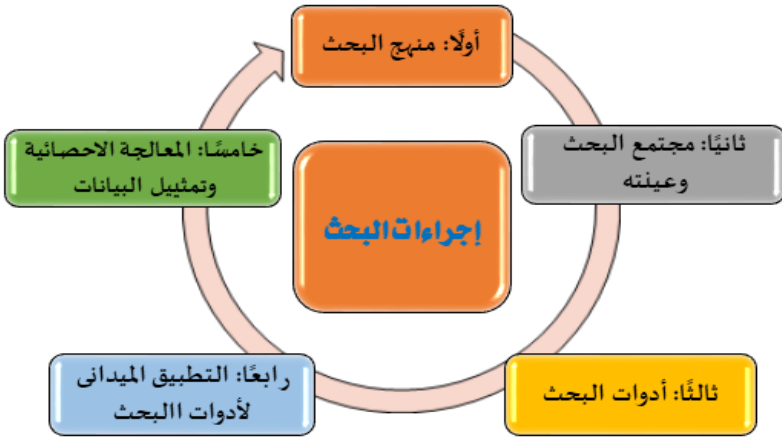 أولًا: منهج البحث
ثانيًا: مجتمع البحث
وعينته
ثالثًا: أدوات البحث
رابعًا: التطبيق الميدانى
لأدوات االبحث
خامسًا: المعالجة الاحصائية
وتمثييل البيانات
إجراءات البحث